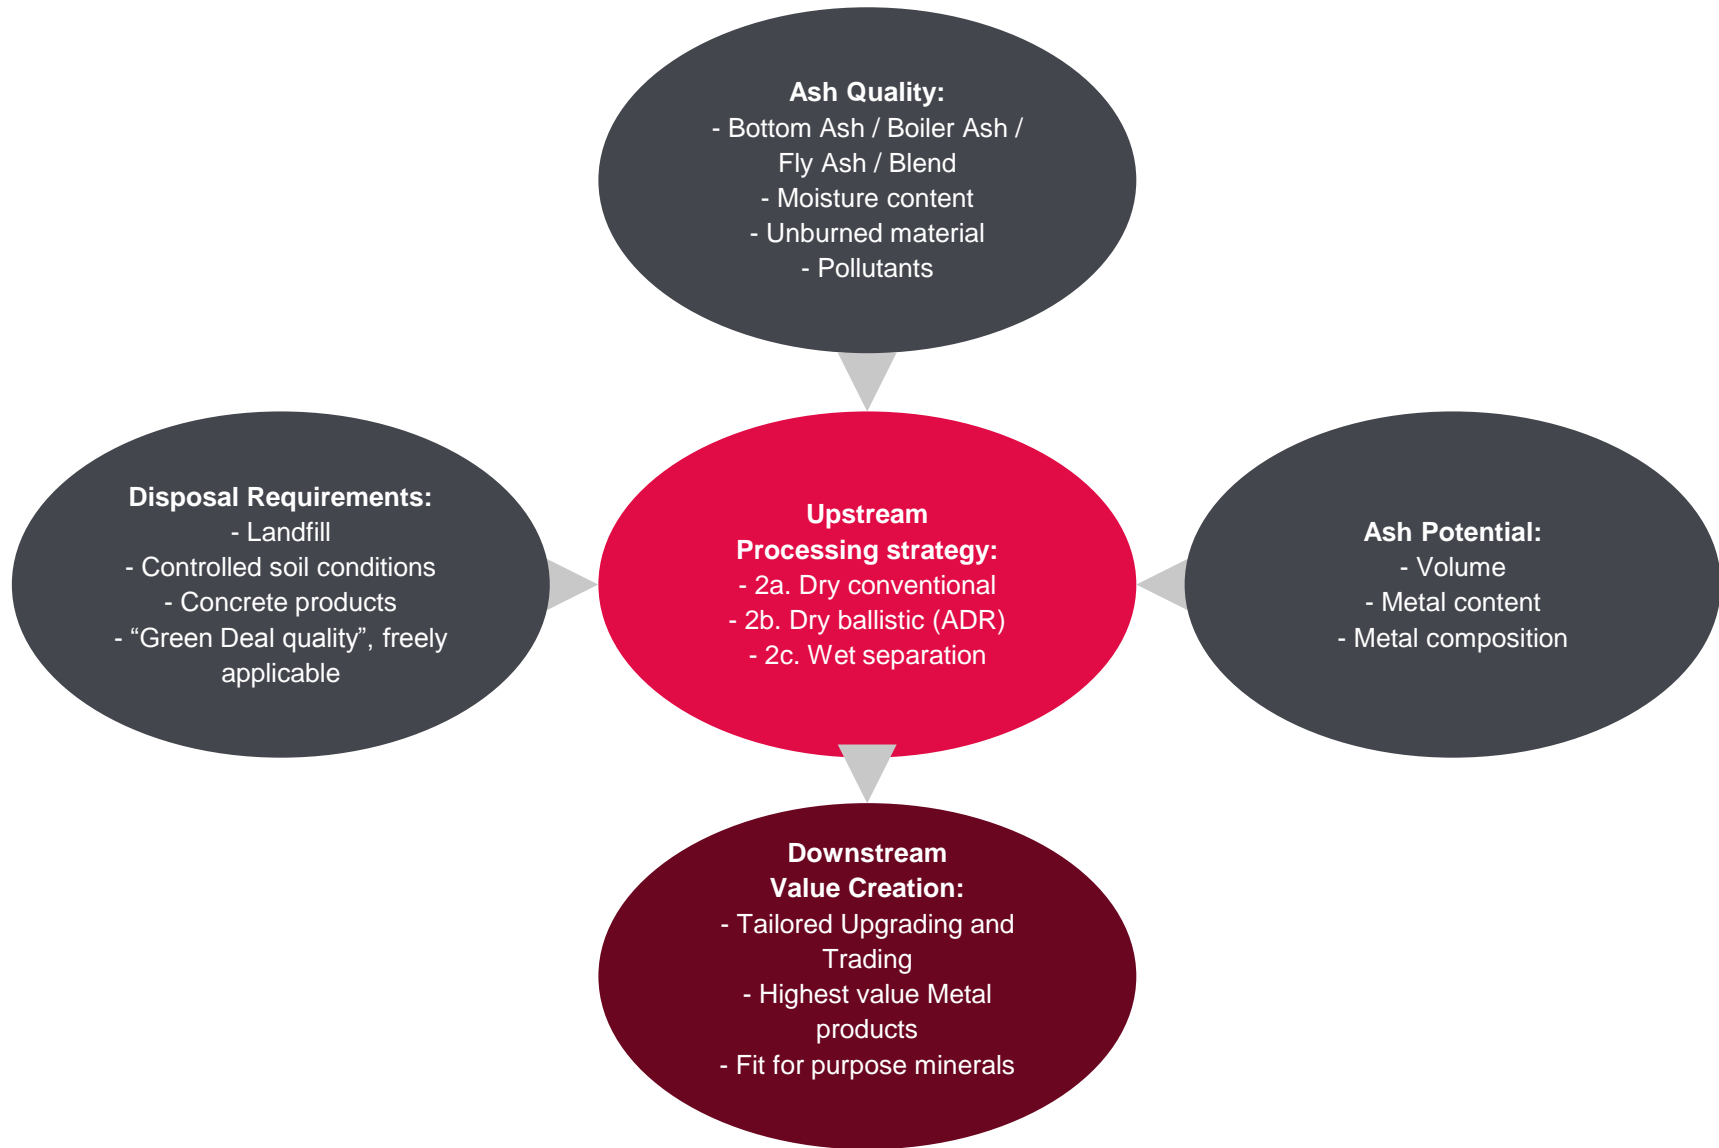 Ash Quality:
- Bottom Ash / Boiler Ash /
Fly Ash / Blend
- Moisture content
- Unburned material
- Pollutants
Disposal Requirements:
- Landfill
- Controlled soil conditions
- Concrete products
- “Green Deal quality”, freely
applicable
Upstream
Processing strategy:
- 2a. Dry conventional
- 2b. Dry ballistic (ADR)
- 2c. Wet separation
Ash Potential:
- Volume
- Metal content
- Metal composition
Downstream
Value Creation:
- Tailored Upgrading and
Trading
- Highest value Metal
products
- Fit for purpose minerals